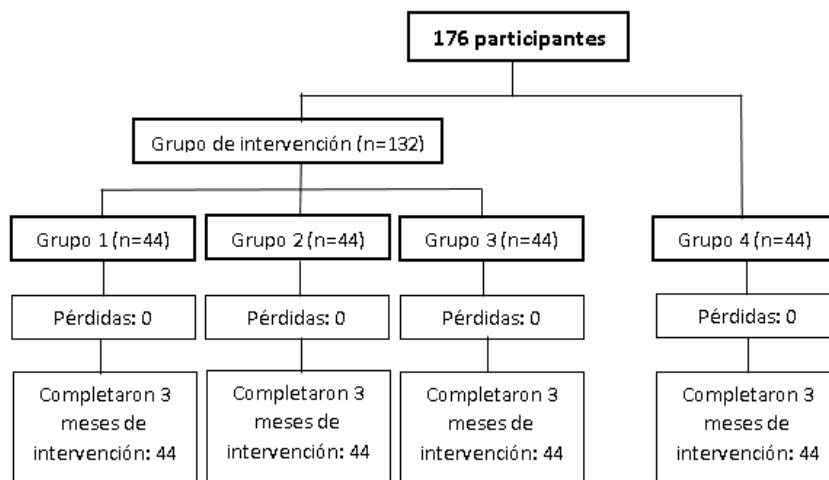 176 participantes
Grupo de intervención (n=132)
Grupo 1 (n=44)
Grupo 2 (n=44)
Grupo 3 (n=44)
Grupo 4 (n=44)
Pérdidas: 0
Pérdidas: 0
Pérdidas: 0
Pérdidas: 0
Completaron 3
meses de
intervención: 44
Completaron 3
meses de
intervención: 44
Completaron 3
meses de
intervención: 44
Completaron 3
meses de
intervención: 44